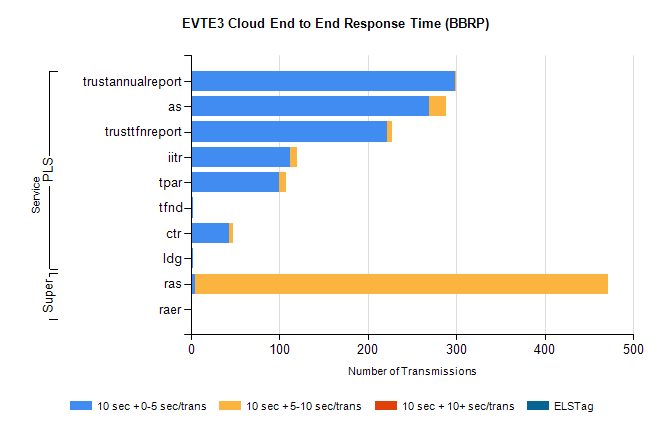 EVTE3 Cloud End to End Response Time (BBRP)
trustannualreport
as
trusttfnreport
iitr
tpar
tfnd
ctr
ldg
ras
raer
Service
PLS
Super
0 100 200 300 400 500
Number of Transmissions
10 sec +0-5 sec/trans 10 sec +5-10 sec/trans 10 sec + 10+ sec/trans ELSTag